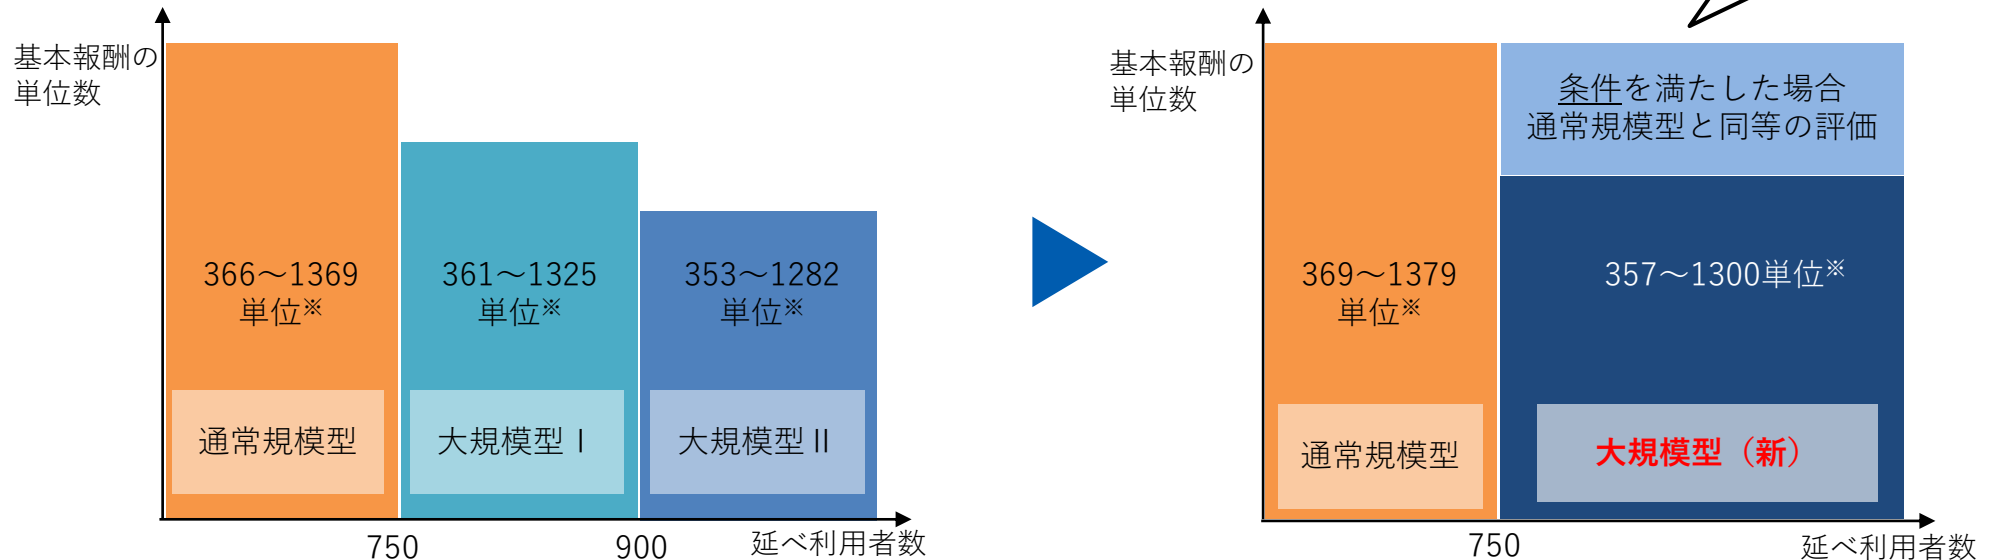 基本報酬の
単位数
366～1369
単位※
361～1325
単位※
353～1282
単位※
通常規模型
大規模型Ⅰ
大規模型Ⅱ
750
900
延べ利用者数
基本報酬の
単位数
条件を満たした場合
通常規模型と同等の評価
369～1379
単位※
357～1300単位※
通常規模型
大規模型（新）
750
延べ利用者数